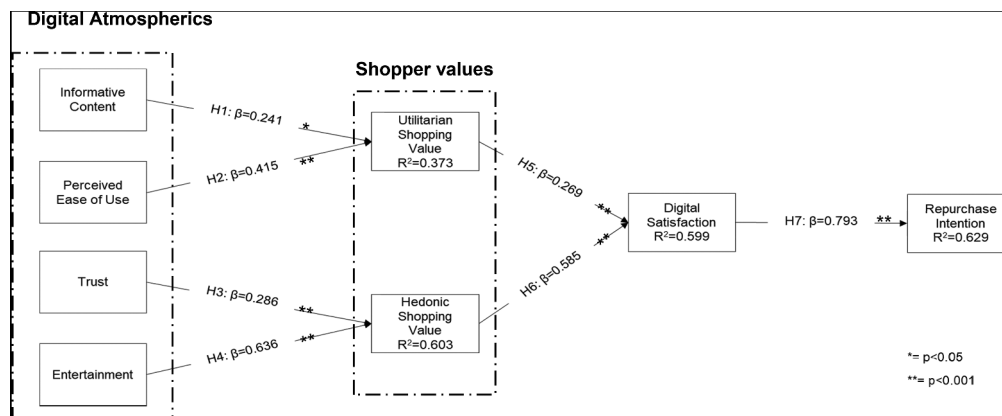 Digital Atmospherics
Shopper values
Informative
Content
H1: β=0.241
*
Utilitarian
Shopping
Value
R²=0.373
Perceived
Ease of Use
H2: β=0.415
**
H5: β=0.269
**
Digital
Satisfaction
R²=0.599
H7: β=0.793
**
Repurchase
Intention
R²=0.629
Trust
H3: β=0.286
**
Hedonic
Shopping
Value
R²=0.603
H6: β=0.585
**
Entertainment
H4: β=0.636
**
*= p<0.05
**= p<0.001